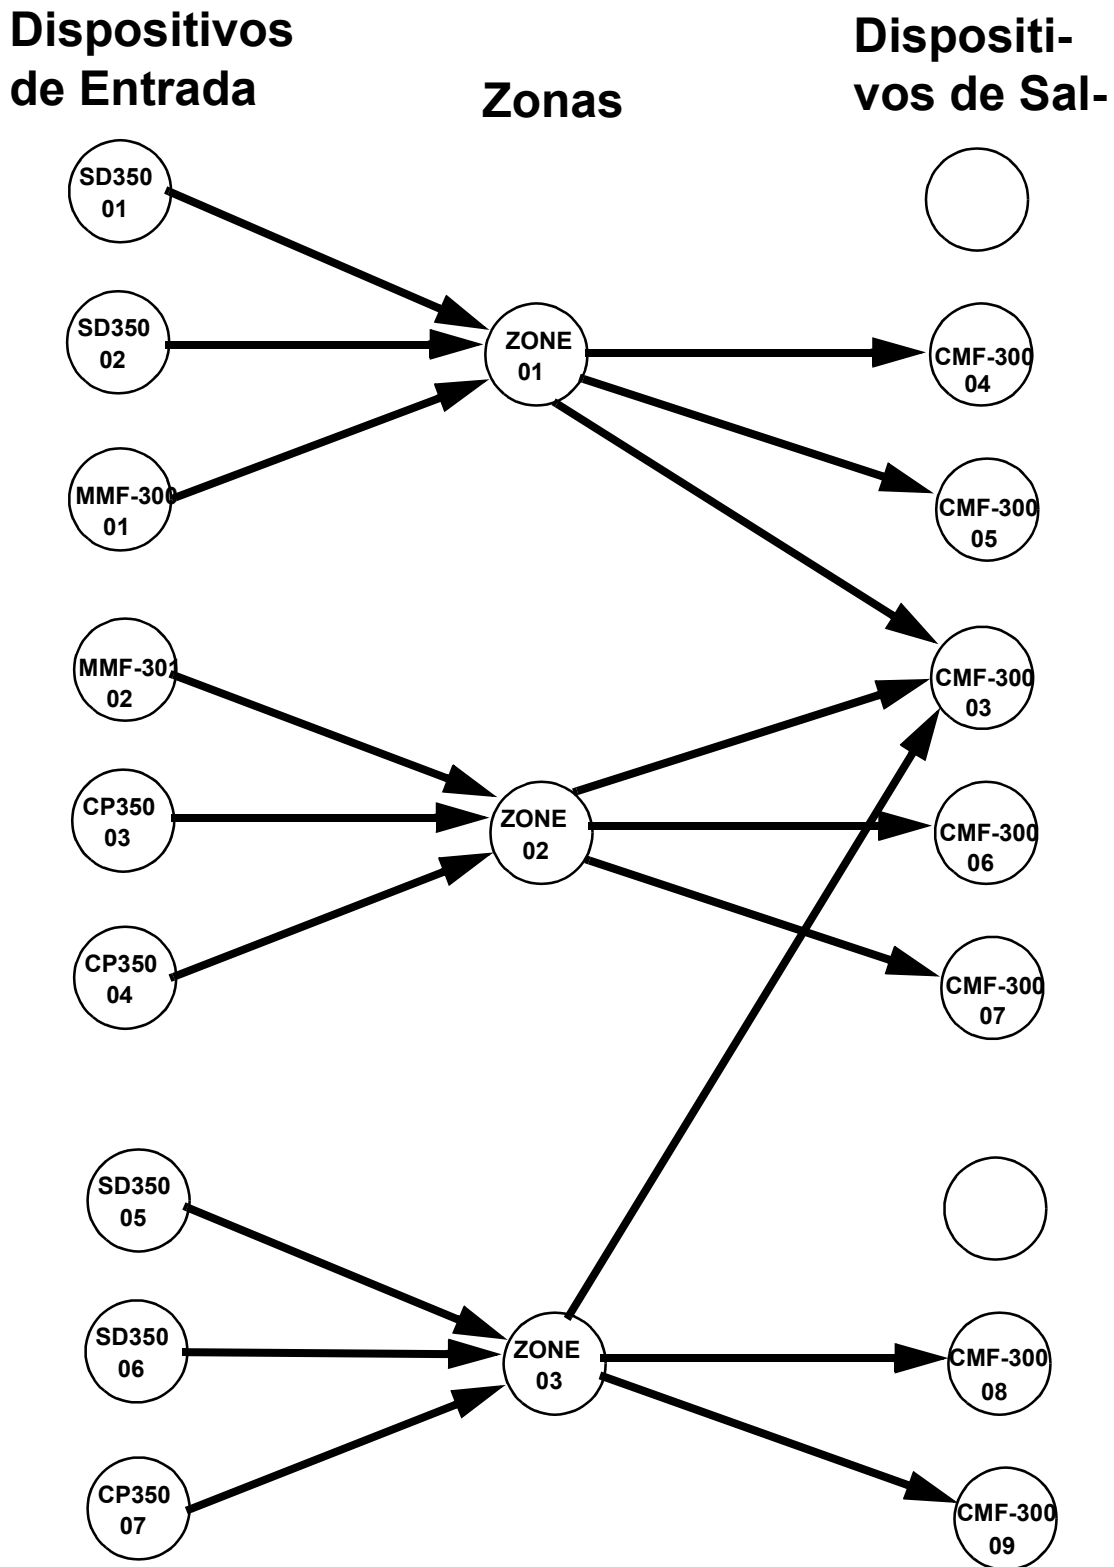 Dispositivos
de Entrada
Zonas
Dispositi-
vos de Sal-
SD350
01
SD350
02
MMF-300
01
MMF-301
02
CP350
03
CP350
04
SD350
05
SD350
06
CP350
07
ZONE
01
ZONE
02
ZONE
03
CMF-300
04
CMF-300
05
CMF-300
03
CMF-300
06
CMF-300
07
CMF-300
08
CMF-300
09